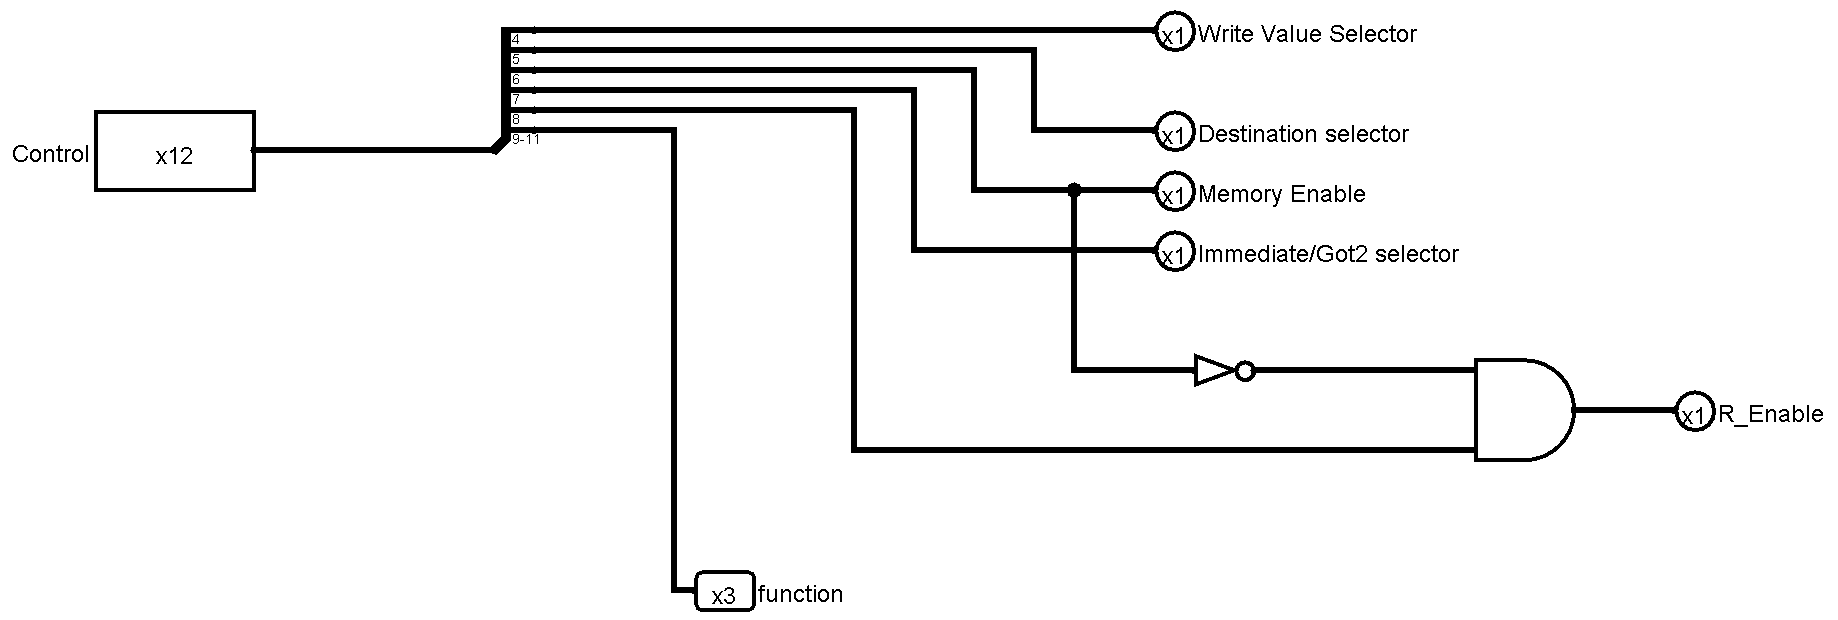 x1 Write Value Selector
4
5
6
7
8
9-11
Control x12
x1 Destination selector
x1 Memory Enable
x1 Immediate/Got2 selector
x1 R_Enable
x3 function